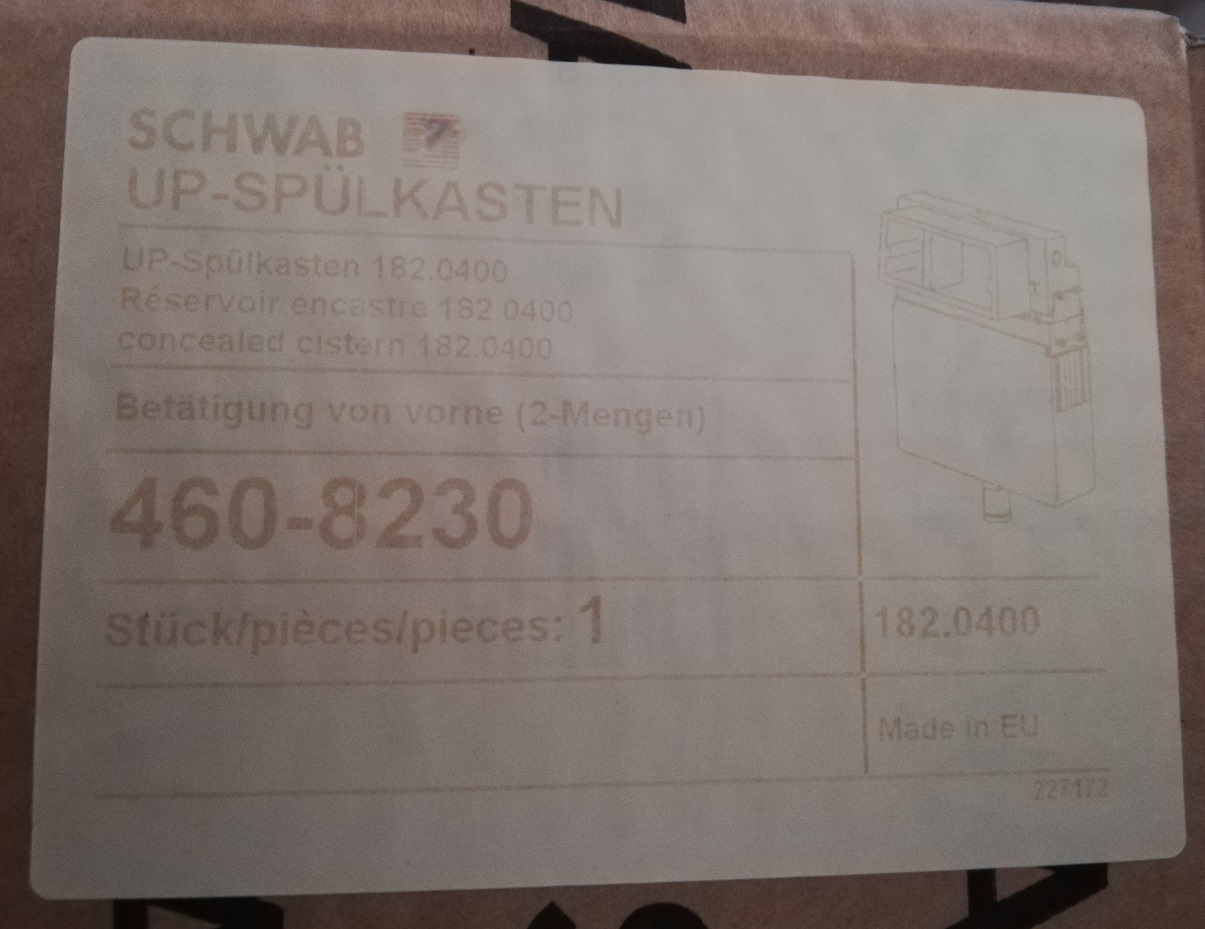 SCHWAB
UP-SPÜLKASTEN
UP-Spülkasten 182.0400
Réservoir encastre 182.0400
concealed cistern 182.0400
Betätigung von vorne (2-Mengen)
460-8230
Stück/pièces/pieces: 1
182.0400
Made in EU
227172